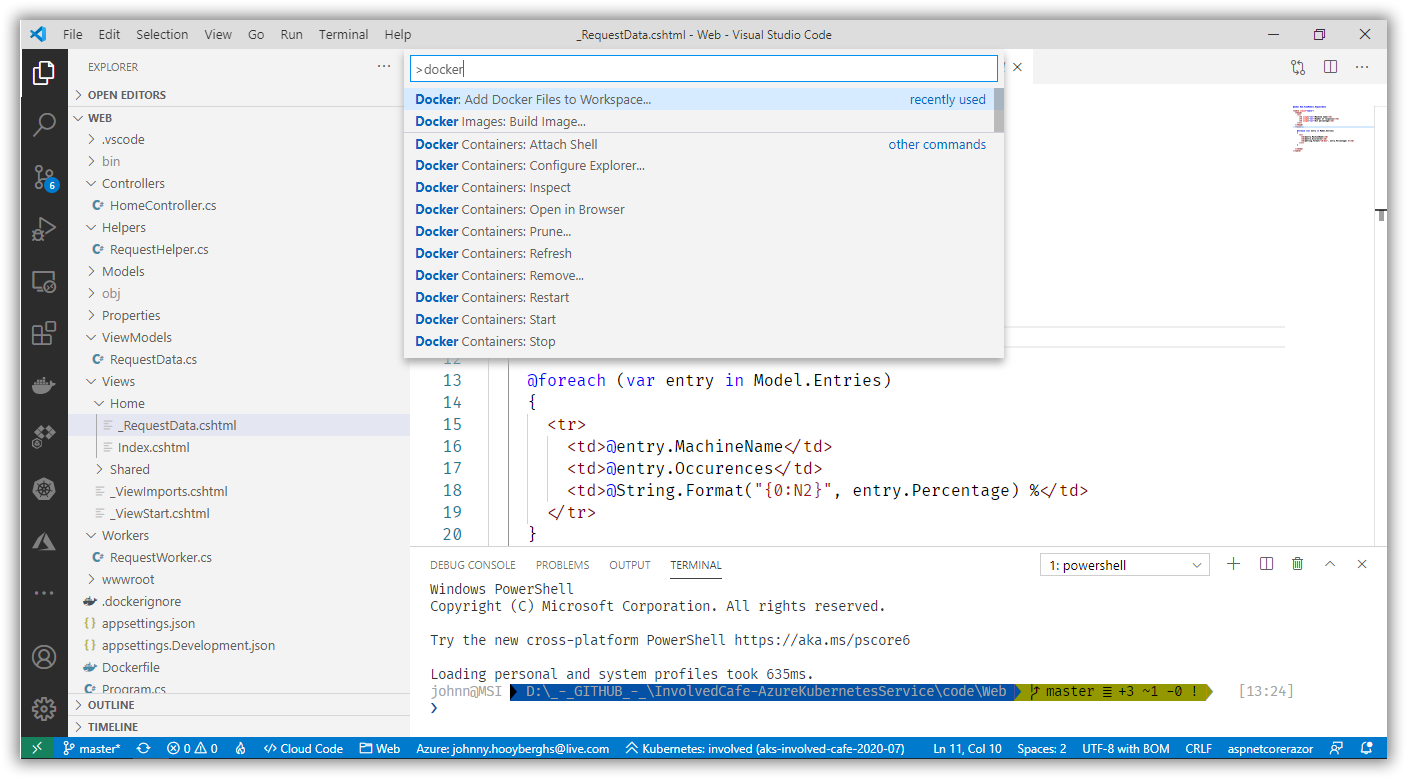 File Edit Selection View Go Run Terminal Help
_RequestData.cshtml - Web - Visual Studio Code
EXPLORER
OPEN EDITORS
WEB
.vscode
bin
Controllers
HomeController.cs
Helpers
RequestHelper.cs
Models
obj
Properties
ViewModels
RequestData.cs
Views
Home
_RequestData.cshtml
Index.cshtml
Shared
_ViewImports.cshtml
_ViewStart.cshtml
Workers
RequestWorker.cs
wwwroot
.dockerignore
appsettings.json
appsettings.Development.json
Dockerfile
Program.cs
OUTLINE
TIMELINE
6
>docker
Docker: Add Docker Files to Workspace... recently used
Docker Images: Build Image...
Docker Containers: Attach Shell other commands
Docker Containers: Configure Explorer...
Docker Containers: Inspect
Docker Containers: Open in Browser
Docker Containers: Prune...
Docker Containers: Refresh
Docker Containers: Remove...
Docker Containers: Restart
Docker Containers: Start
Docker Containers: Stop
12
13 @foreach (var entry in Model.Entries)
14 {
15 <tr>
16 <td>@entry.MachineName</td>
17 <td>@entry.Occurences</td>
18 <td>@String.Format("{0:N2}", entry.Percentage) %</td>
19 </tr>
20 }
DEBUG CONSOLE PROBLEMS OUTPUT TERMINAL 1: powershell
Windows PowerShell
Copyright (C) Microsoft Corporation. All rights reserved.
Try the new cross-platform PowerShell https://aka.ms/pscore6
Loading personal and system profiles took 635ms.
johnn@MSI D:\_-_GITHUB_-_\InvolvedCafe-AzureKubernetesService\code\Web master ≡ +3 ~1 -0 ! [13:24]
❯
master* 0 0 Cloud Code Web Azure: johnny.hooyberghs@live.com Kubernetes: involved (aks-involved-cafe-2020-07) Ln 11, Col 10 Spaces: 2 UTF-8 with BOM CRLF aspnetcorerazor